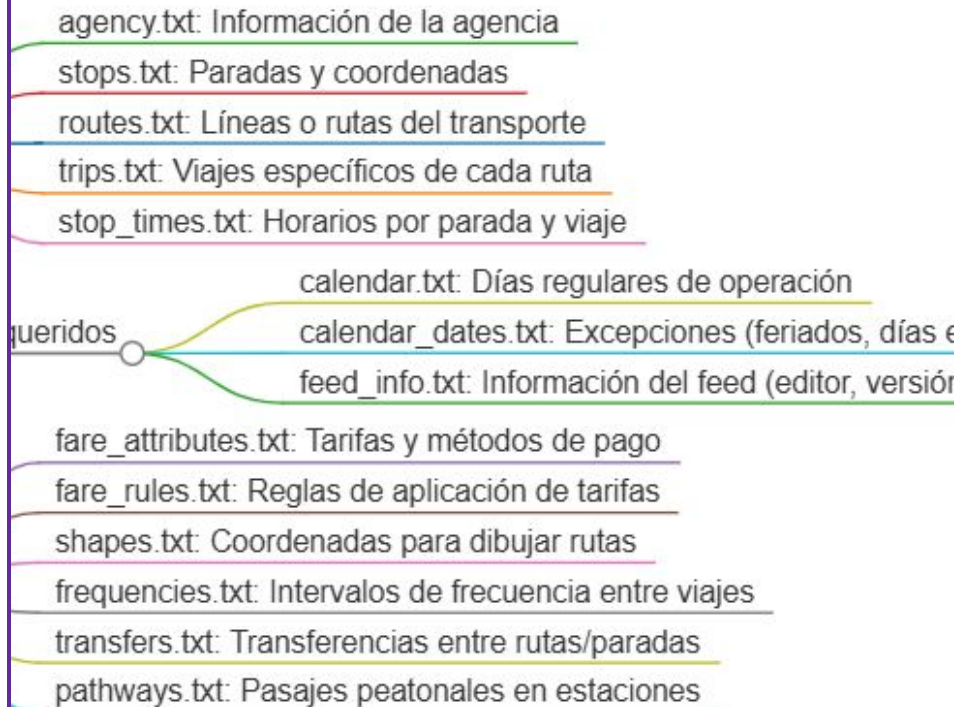 agency.txt: Información de la agencia
stops.txt: Paradas y coordenadas
routes.txt: Líneas o rutas del transporte
trips.txt: Viajes específicos de cada ruta
stop_times.txt: Horarios por parada y viaje
calendar.txt: Días regulares de operación
queridos
calendar_dates.txt: Excepciones (feriados, días e
feed_info.txt: Información del feed (editor, versión
fare_attributes.txt: Tarifas y métodos de pago
fare_rules.txt: Reglas de aplicación de tarifas
shapes.txt: Coordenadas para dibujar rutas
frequencies.txt: Intervalos de frecuencia entre viajes
transfers.txt: Transferencias entre rutas/paradas
pathways.txt: Pasajes peatonales en estaciones